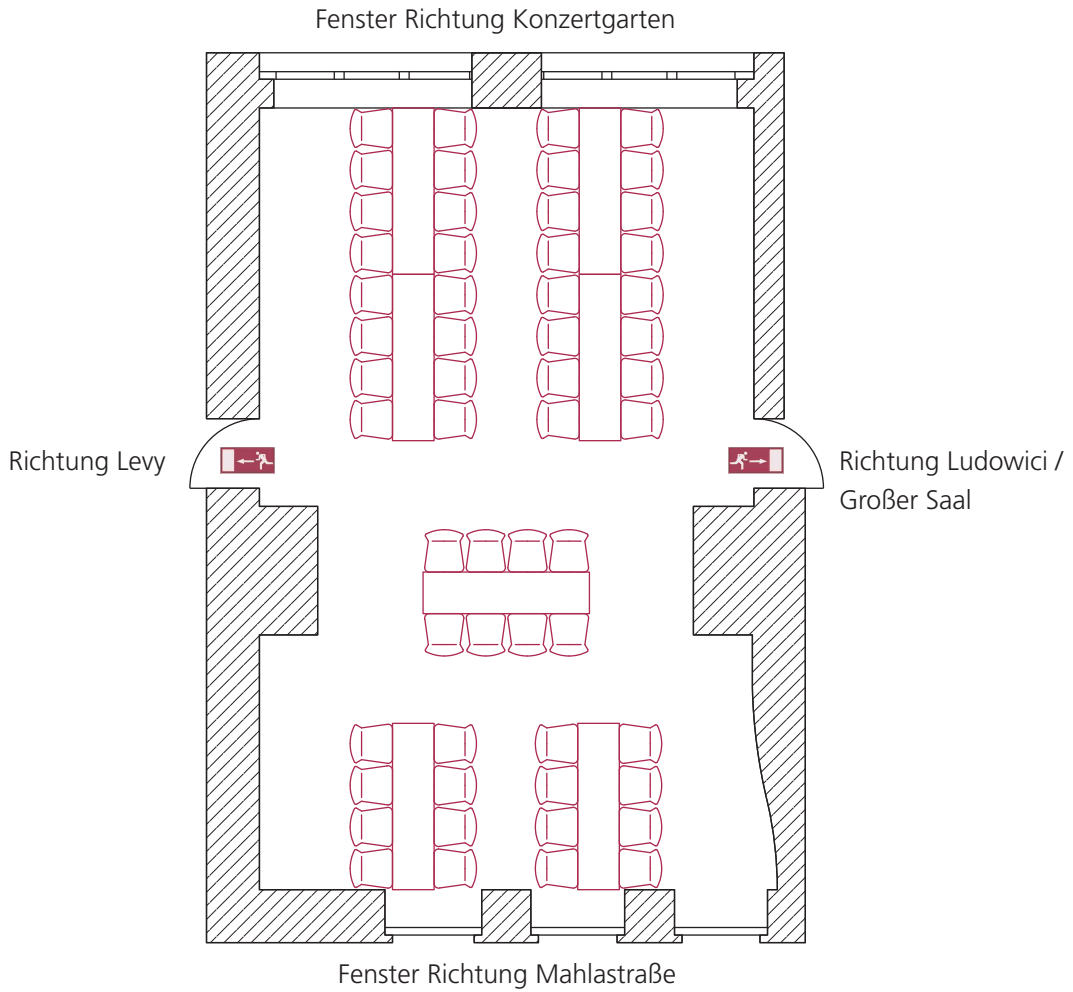 Fenster Richtung Konzertgarten
Richtung Levy
Richtung Ludowici /
Großer Saal
Fenster Richtung Mahlastraße